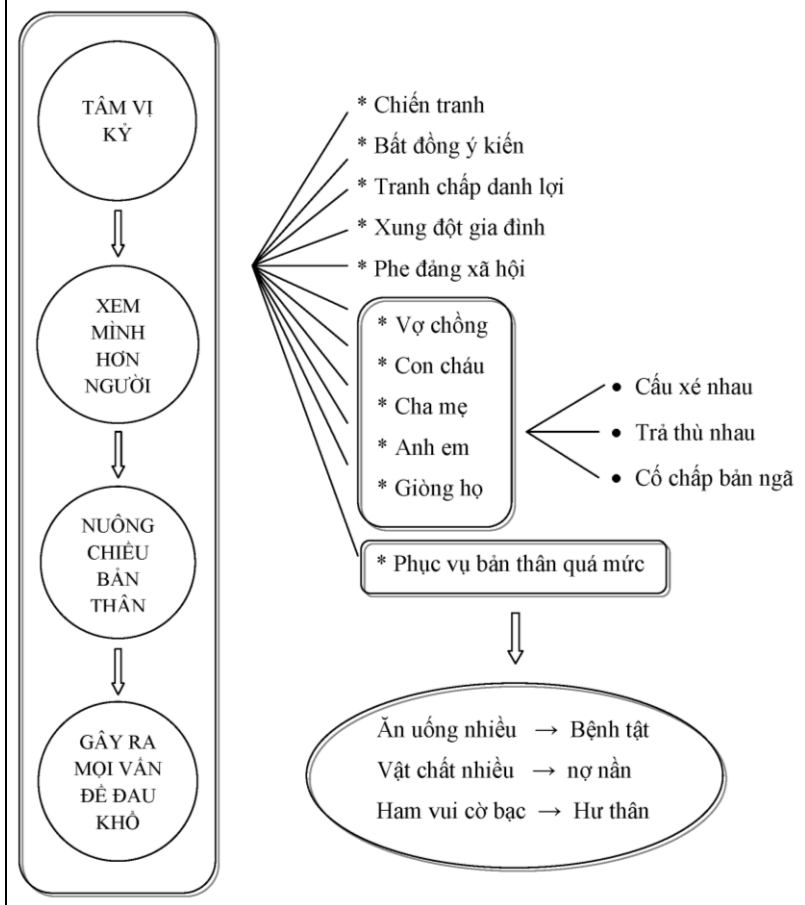 TÂM VỊ
KỶ
XEM
MÌNH
HƠN
NGƯỜI
NUÔNG
CHIỀU
BẢN
THÂN
GÂY RA
MỌI VẤN
ĐỀ ĐAU
KHỔ
* Chiến tranh
* Bất đồng ý kiến
* Tranh chấp danh lợi
* Xung đột gia đình
* Phe đảng xã hội
* Vợ chồng
* Con cháu
* Cha mẹ
* Anh em
* Giòng họ
• Cấu xé nhau
• Trả thù nhau
• Cố chấp bản ngã
* Phục vụ bản thân quá mức
Ăn uống nhiều → Bệnh tật
Vật chất nhiều → nợ nần
Ham vui cờ bạc → Hư thân